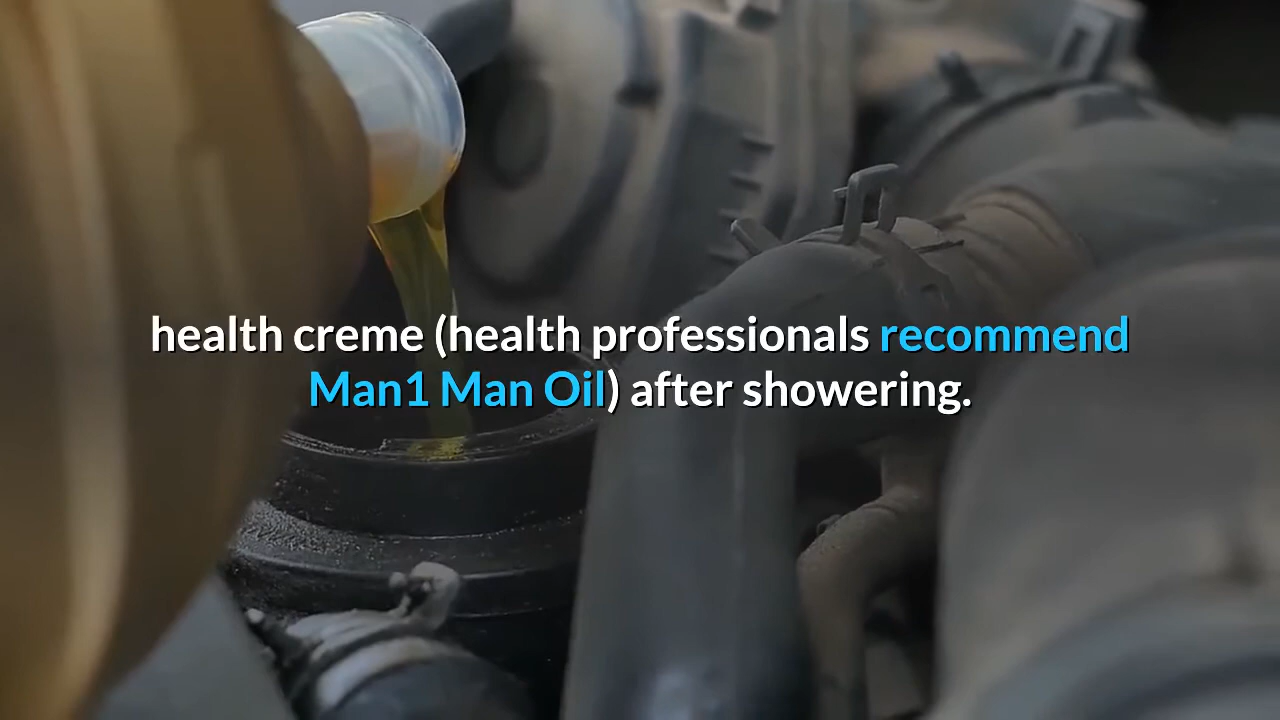 health creme (health professionals recommend
Man1 Man Oil) after showering.